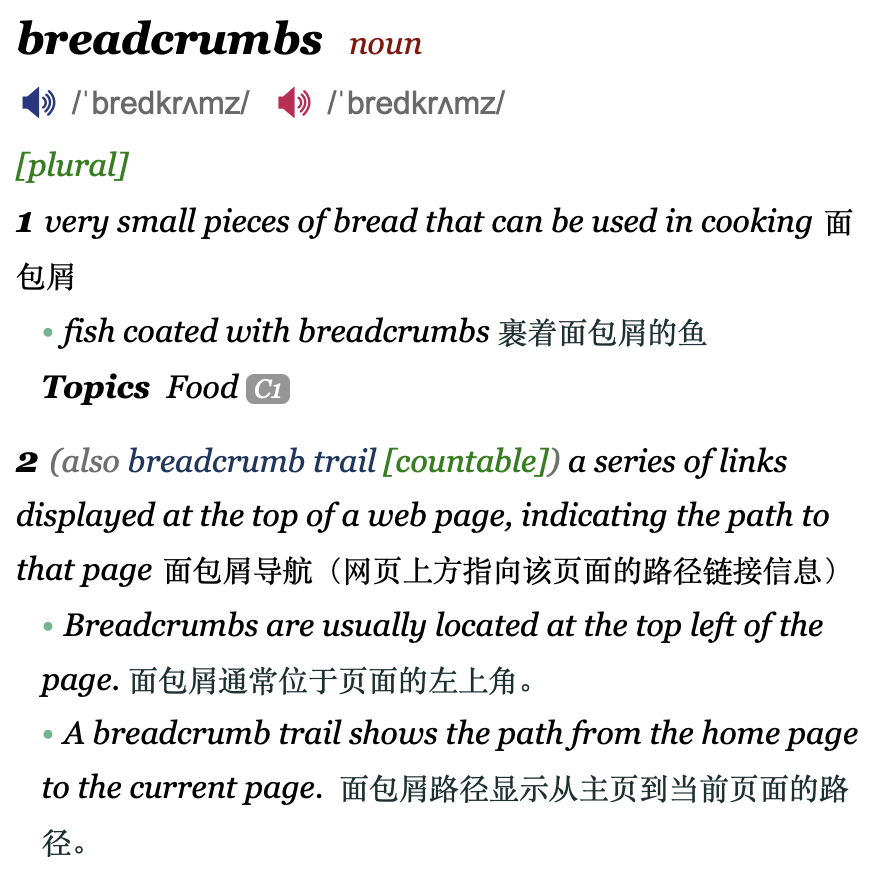 breadcrumbs noun
/ˈbredkrʌmz/ /ˈbredkrʌmz/
[plural]
1 very small pieces of bread that can be used in cooking 面
包屑
• fish coated with breadcrumbs 裹着面包屑的鱼
Topics Food C1
2 (also breadcrumb trail [countable]) a series of links
displayed at the top of a web page, indicating the path to
that page 面包屑导航（网页上方指向该页面的路径链接信息）
• Breadcrumbs are usually located at the top left of the
page. 面包屑通常位于页面的左上角。
• A breadcrumb trail shows the path from the home page
to the current page. 面包屑路径显示从主页到当前页面的路
径。